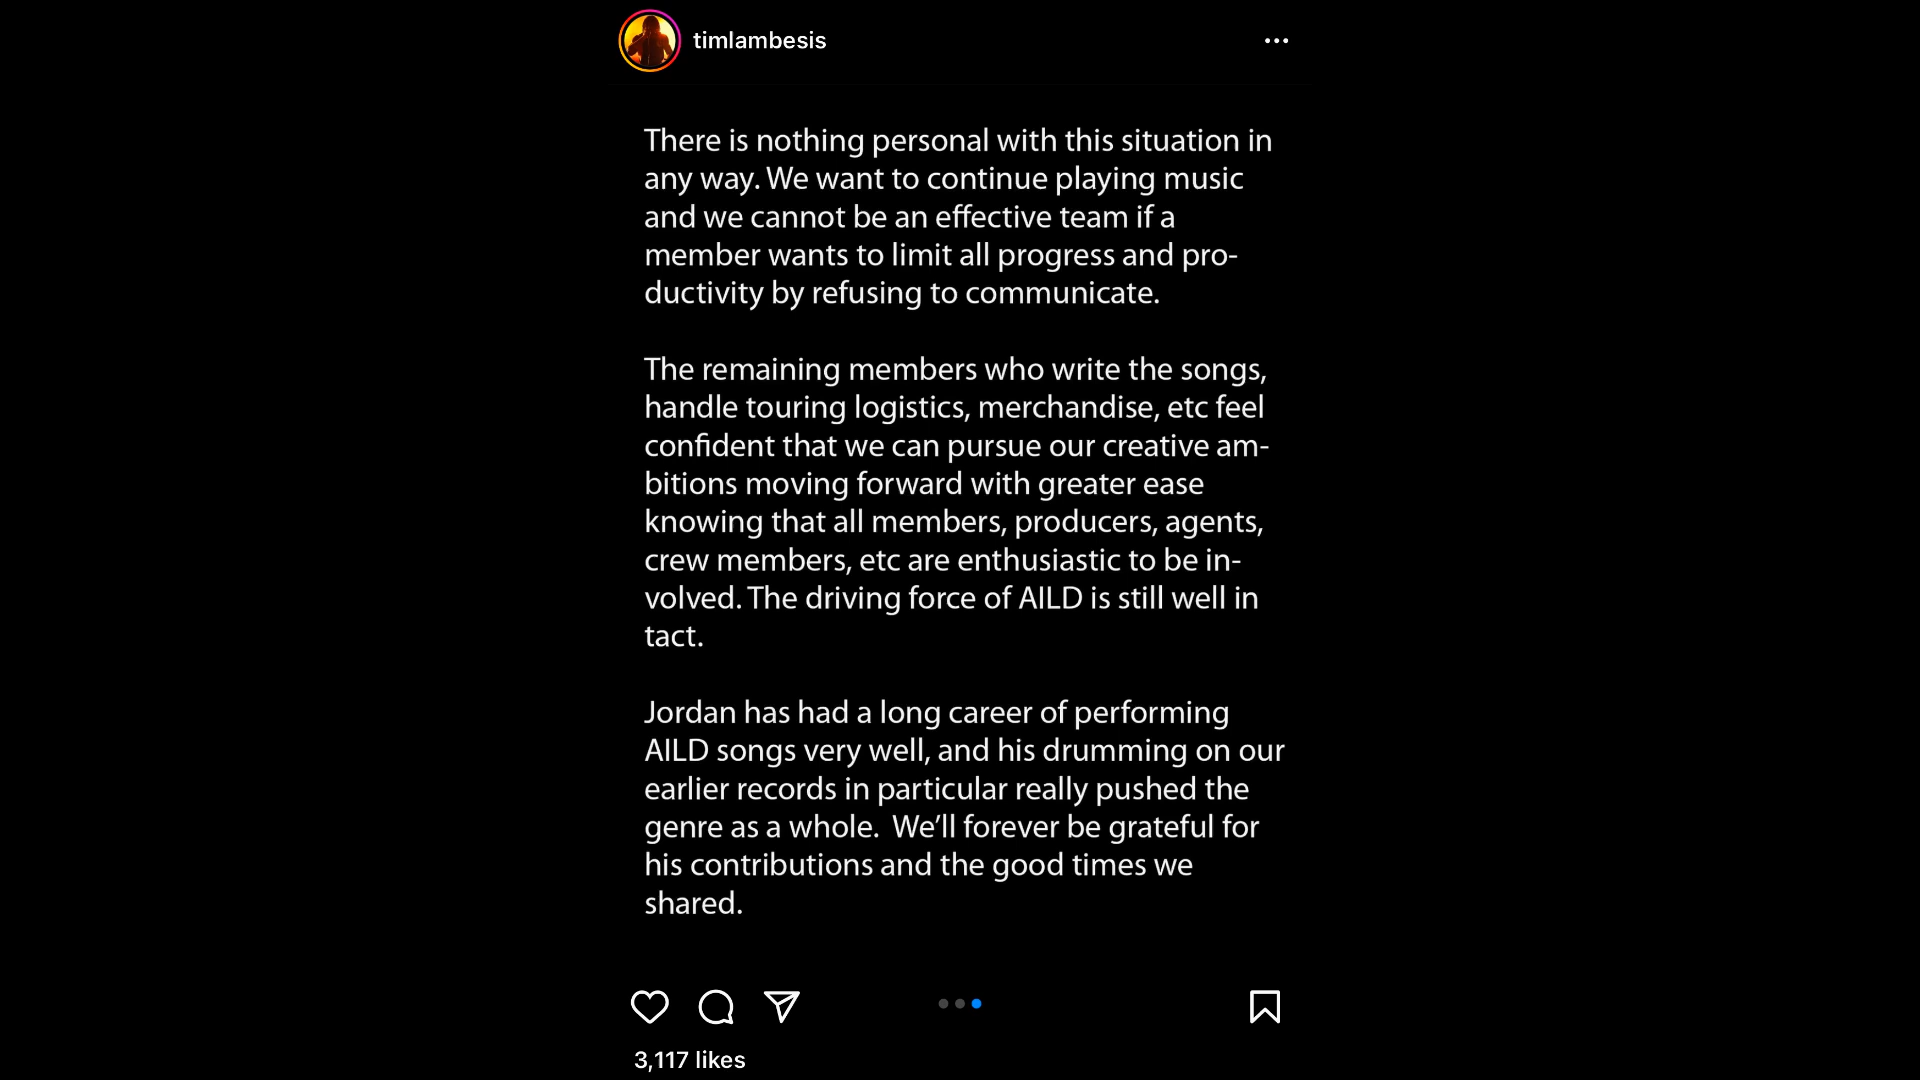 timlambesis
There is nothing personal with this situation in
any way. We want to continue playing music
and we cannot be an effective team if a
member wants to limit all progress and pro-
ductivity by refusing to communicate.
The remaining members who write the songs,
handle touring logistics, merchandise, etc feel
confident that we can pursue our creative am-
bitions moving forward with greater ease
knowing that all members, producers, agents,
crew members, etc are enthusiastic to be in-
volved. The driving force of AILD is still well in
tact.
Jordan has had a long career of performing
AILD songs very well, and his drumming on our
earlier records in particular really pushed the
genre as a whole.  We’ll forever be grateful for
his contributions and the good times we
shared.
3,117 likes